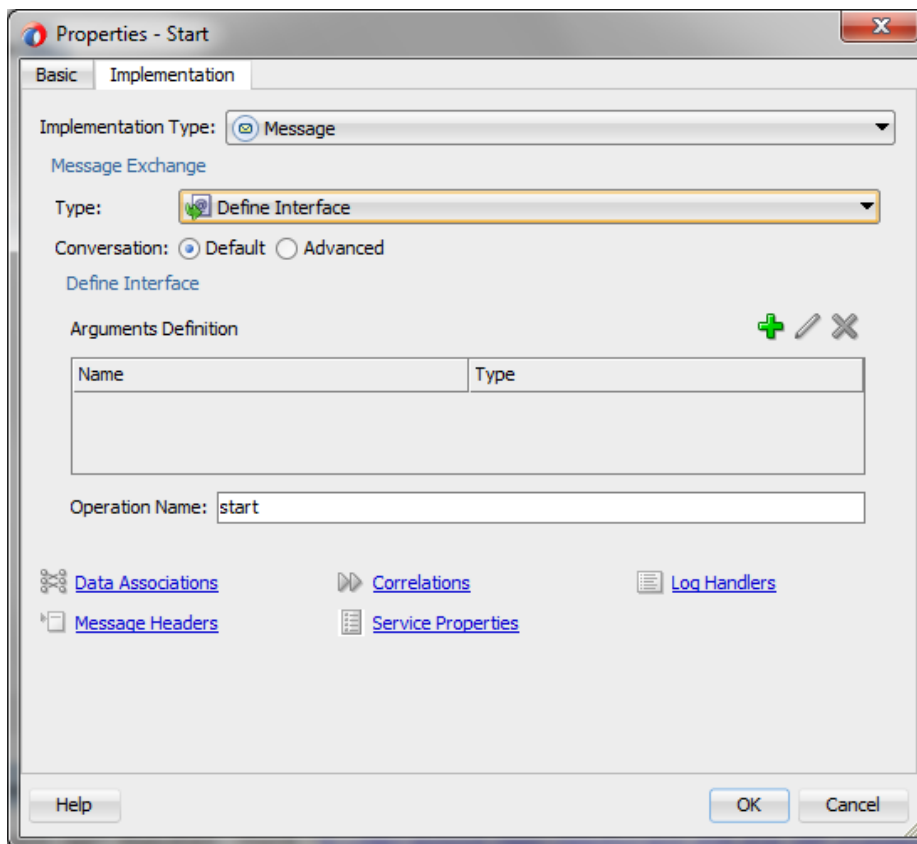 Properties - Start
Basic Implementation
Implementation Type: Message
Message Exchange
Type: Define Interface
Conversation: Default Advanced
Define Interface
Arguments Definition
Name Type
Operation Name: start
Data Associations Correlations Log Handlers
Message Headers Service Properties
Help OK Cancel